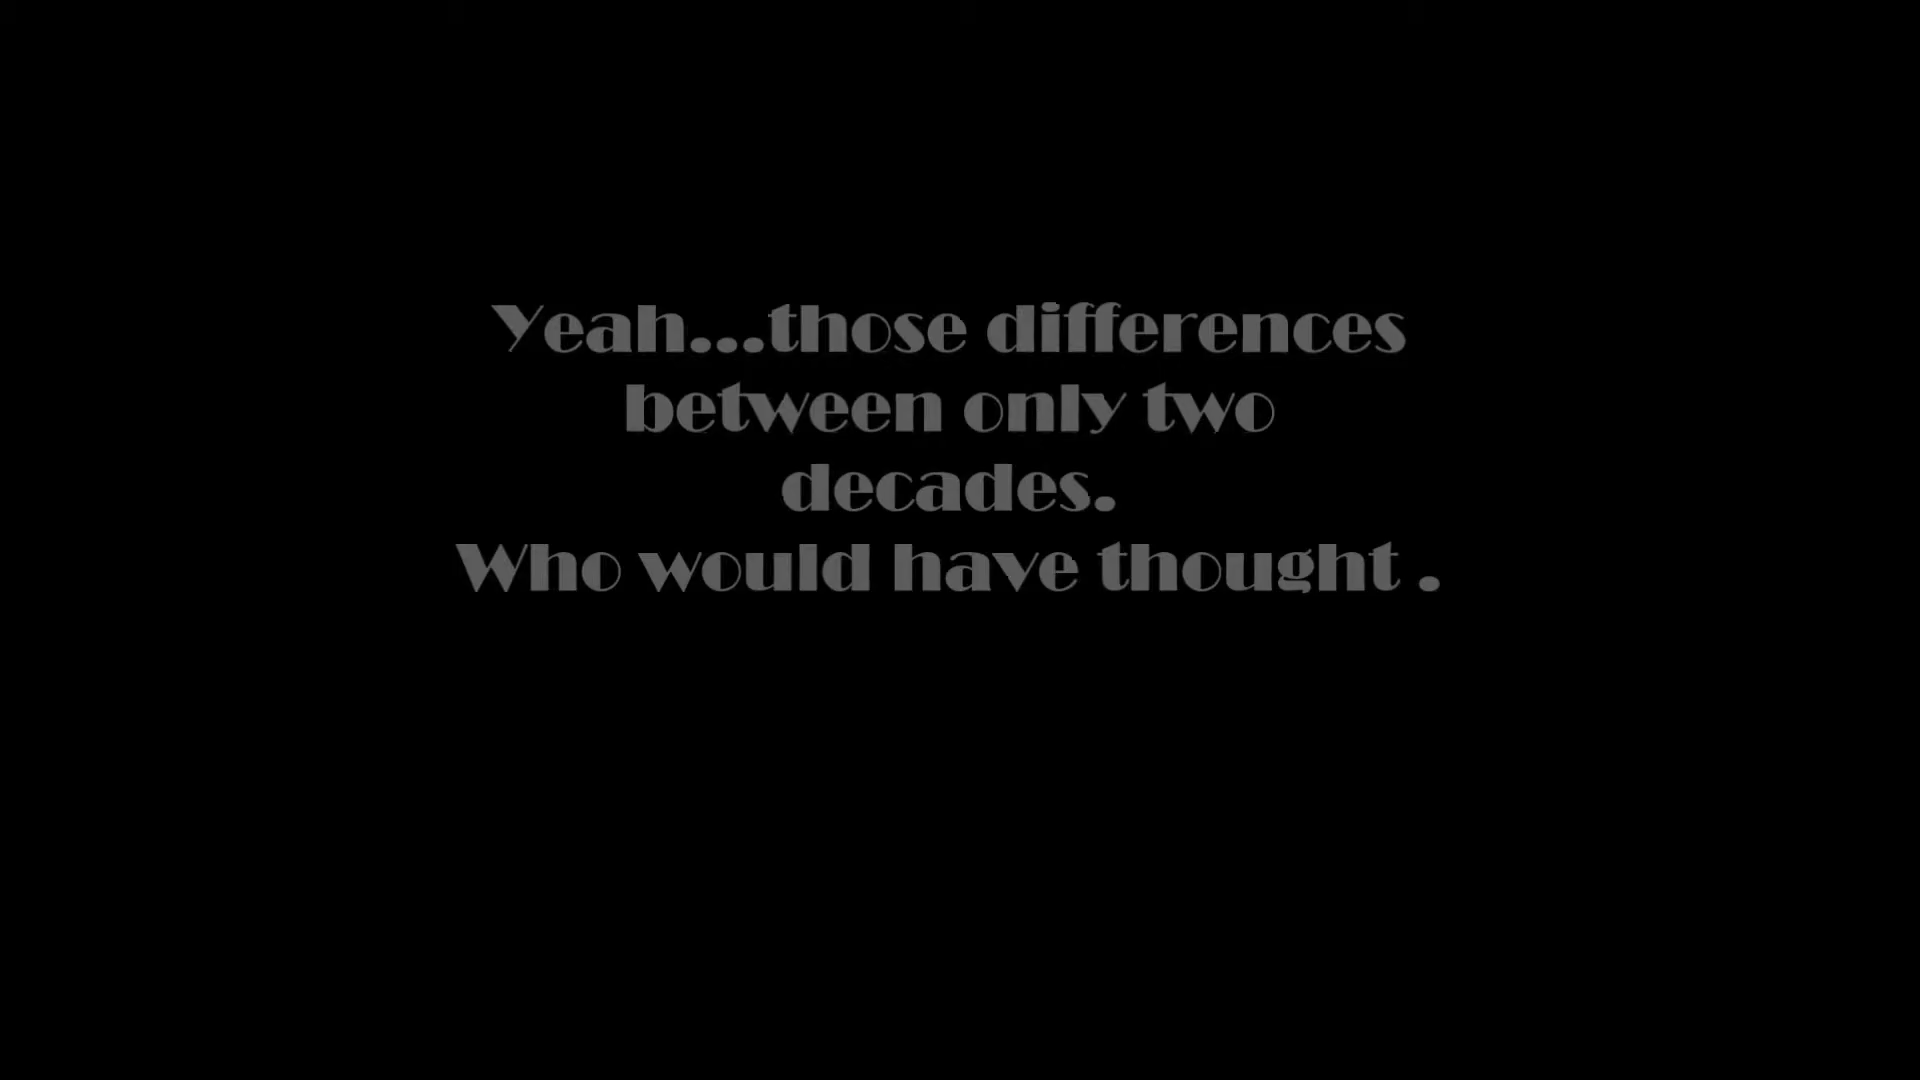 Yeah...those differences
between only two
decades.
Who would have thought .